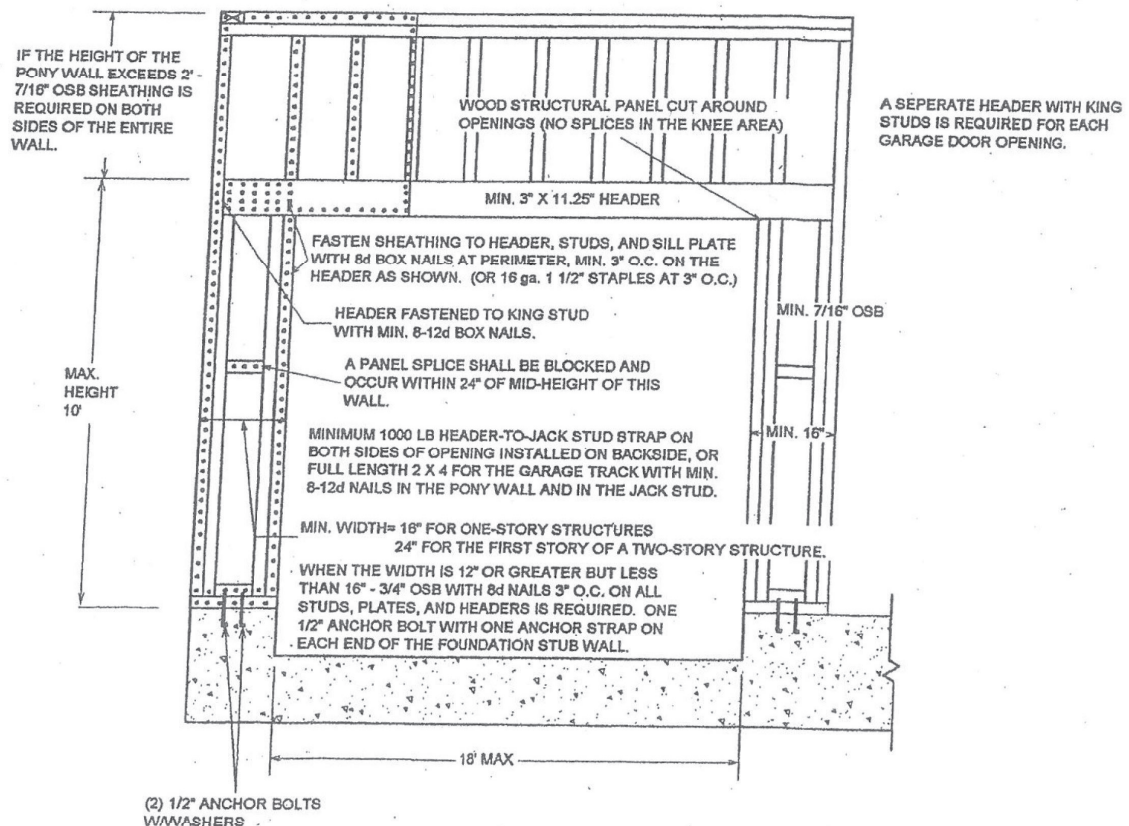 IF THE HEIGHT OF THE
PONY WALL EXCEEDS 2' -
7/16" OSB SHEATHING IS
REQUIRED ON BOTH
SIDES OF THE ENTIRE
WALL.
WOOD STRUCTURAL PANEL CUT AROUND
OPENINGS (NO SPLICES IN THE KNEE AREA)
A SEPERATE HEADER WITH KING
STUDS IS REQUIRED FOR EACH
GARAGE DOOR OPENING.
MIN. 3" X 11.25" HEADER
FASTEN SHEATHING TO HEADER, STUDS, AND SILL PLATE
WITH 8d BOX NAILS AT PERIMETER, MIN. 3" O.C. ON THE
HEADER AS SHOWN. (OR 16 ga. 1 1/2" STAPLES AT 3" O.C.)
HEADER FASTENED TO KING STUD
WITH MIN. 8-12d BOX NAILS.
MIN. 7/16" OSB
A PANEL SPLICE SHALL BE BLOCKED AND
OCCUR WITHIN 24" OF MID-HEIGHT OF THIS
WALL.
MAX.
HEIGHT
10'
MINIMUM 1000 LB HEADER-TO-JACK STUD STRAP ON
BOTH SIDES OF OPENING INSTALLED ON BACKSIDE, OR
FULL LENGTH 2 X 4 FOR THE GARAGE TRACK WITH MIN.
8-12d NAILS IN THE PONY WALL AND IN THE JACK STUD.
MIN. 16"
MIN. WIDTH= 16" FOR ONE-STORY STRUCTURES
24" FOR THE FIRST STORY OF A TWO-STORY STRUCTURE.
WHEN THE WIDTH IS 12" OR GREATER BUT LESS
THAN 16" - 3/4" OSB WITH 8d NAILS 3" O.C. ON ALL
STUDS, PLATES, AND HEADERS IS REQUIRED. ONE
1/2" ANCHOR BOLT WITH ONE ANCHOR STRAP ON
EACH END OF THE FOUNDATION STUB WALL.
18' MAX
(2) 1/2" ANCHOR BOLTS
W/WASHERS